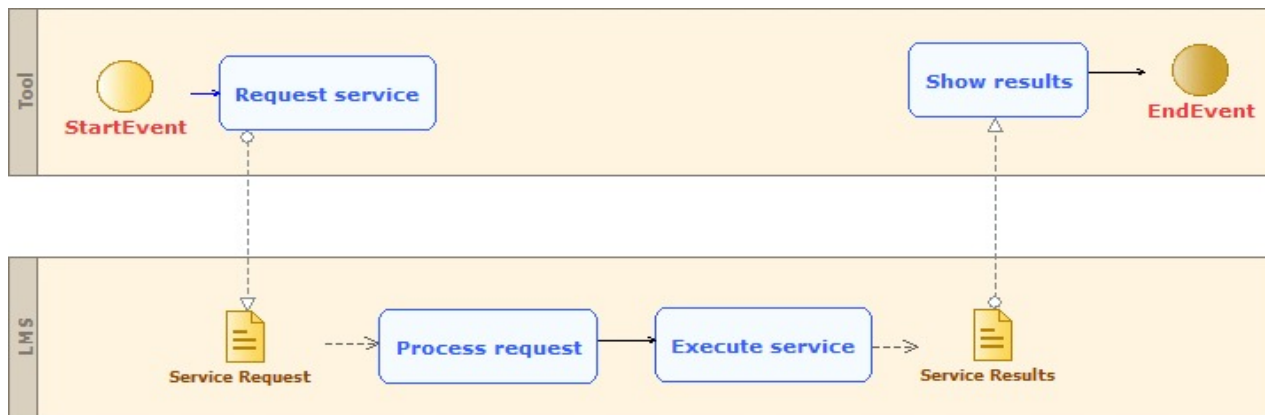 Tool
StartEvent
Request service
Show results
EndEvent
LMS
Service Request
Process request
Execute service
Service Results